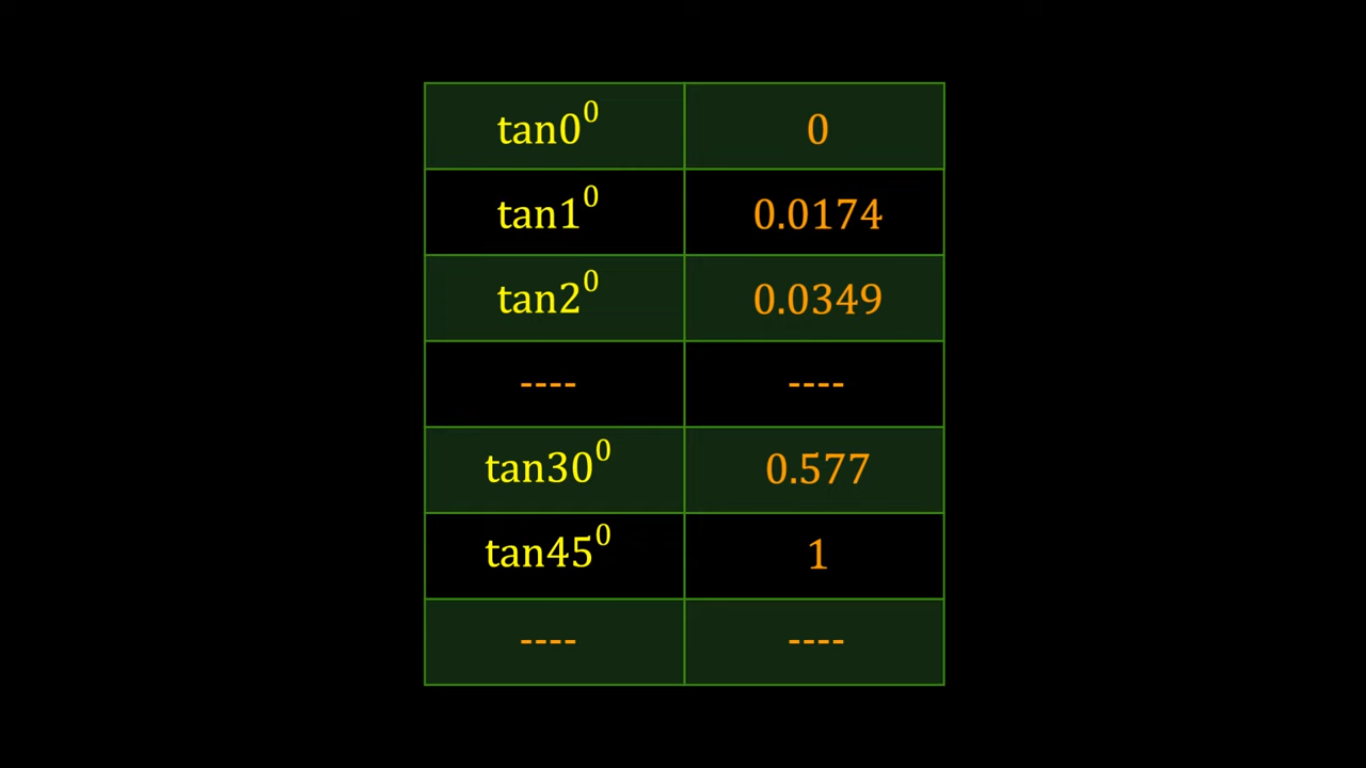 tan0⁰ 0
tan1⁰ 0.0174
tan2⁰ 0.0349
---- ----
tan30⁰ 0.577
tan45⁰ 1
---- ----